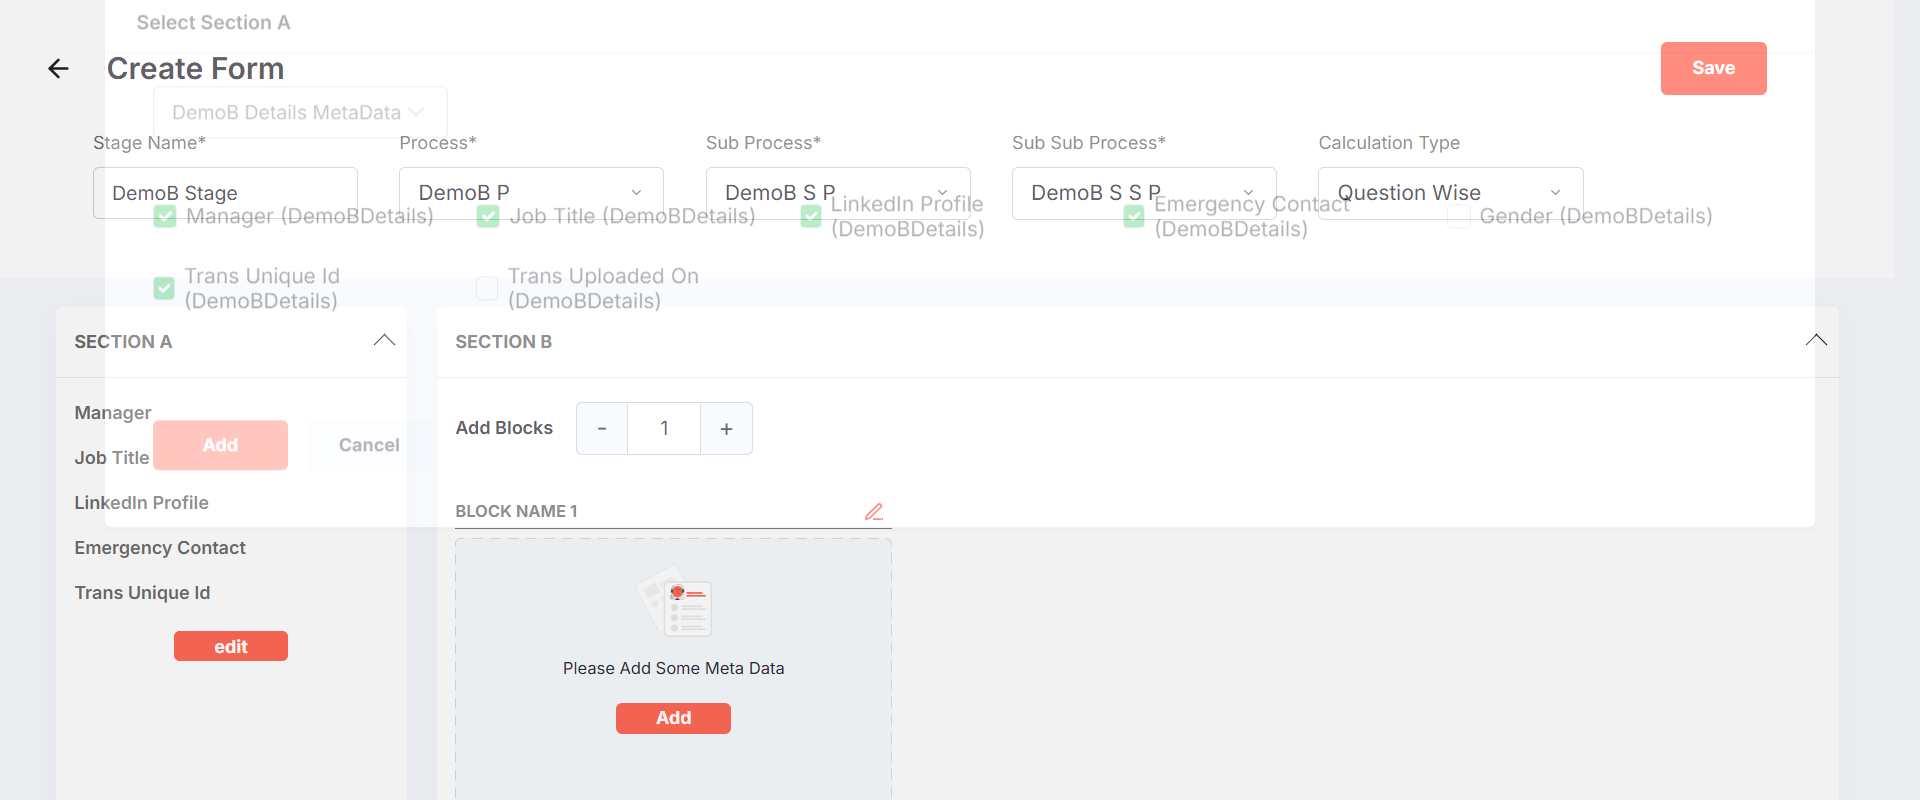 Select Section A
Create Form
Save
DemoB Details MetaData
Stage Name*
Process*
Sub Process*
Sub Sub Process*
Calculation Type
DemoB Stage
DemoB P
DemoB S P
DemoB S S P
Question Wise
Manager (DemoBDetails)
Job Title (DemoBDetails)
LinkedIn Profile
(DemoBDetails)
Emergency Contact
(DemoBDetails)
Gender (DemoBDetails)
Trans Unique Id
(DemoBDetails)
Trans Uploaded On
(DemoBDetails)
SECTION A
Manager
Job Title
LinkedIn Profile
Emergency Contact
Trans Unique Id
edit
Add
Cancel
SECTION B
Add Blocks
-
1
+
BLOCK NAME 1
Please Add Some Meta Data
Add